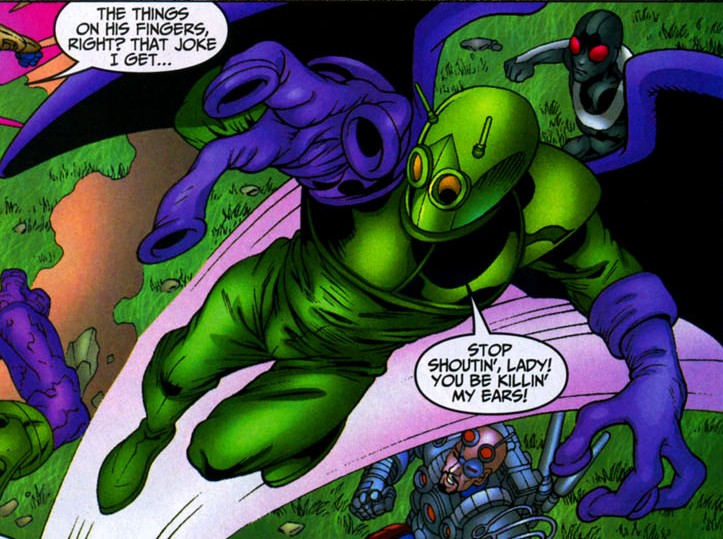 THE THINGS
ON HIS FINGERS,
RIGHT? THAT JOKE
I GET...
STOP
SHOUTIN', LADY!
YOU BE KILLIN'
MY EARS!